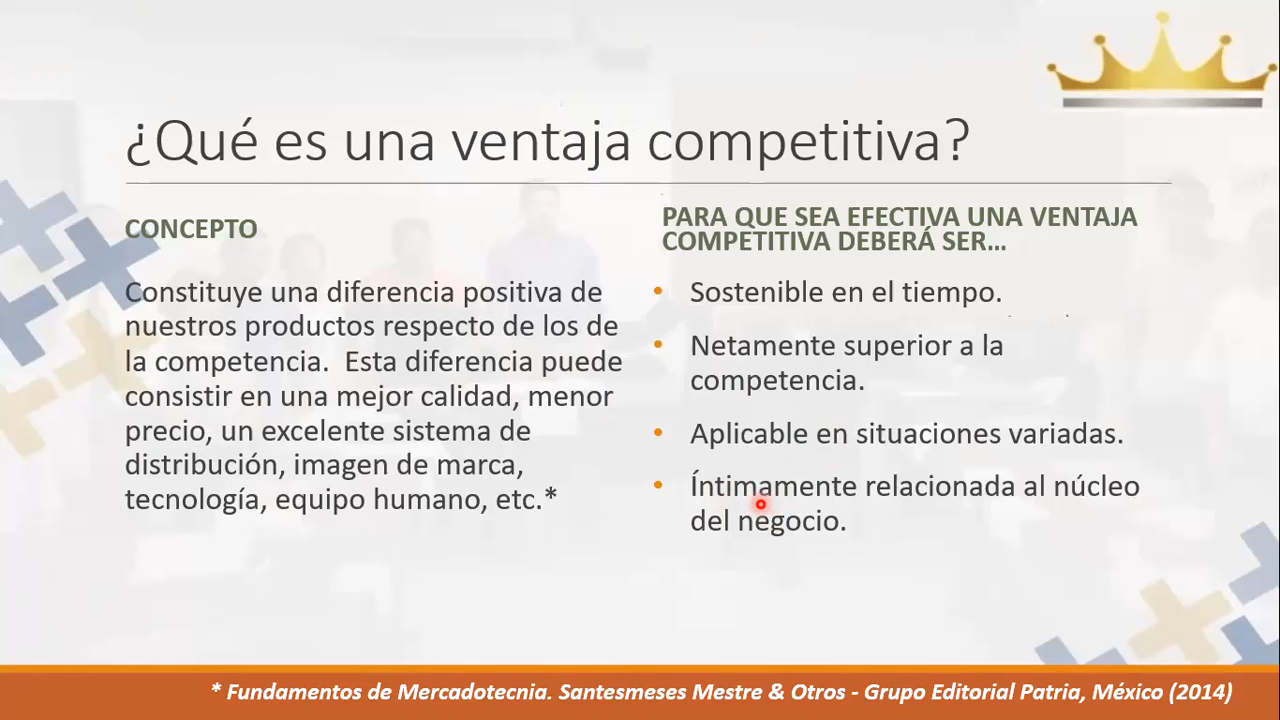 ¿Qué es una ventaja competitiva?
CONCEPTO
Constituye una diferencia positiva de
nuestros productos respecto de los de
la competencia.  Esta diferencia puede
consistir en una mejor calidad, menor
precio, un excelente sistema de
distribución, imagen de marca,
tecnología, equipo humano, etc.*
PARA QUE SEA EFECTIVA UNA VENTAJA
COMPETITIVA DEBERÁ SER...
• Sostenible en el tiempo.
• Netamente superior a la
competencia.
• Aplicable en situaciones variadas.
• Íntimamente relacionada al núcleo
del negocio.
* Fundamentos de Mercadotecnia. Santesmeses Mestre & Otros - Grupo Editorial Patria, México (2014)